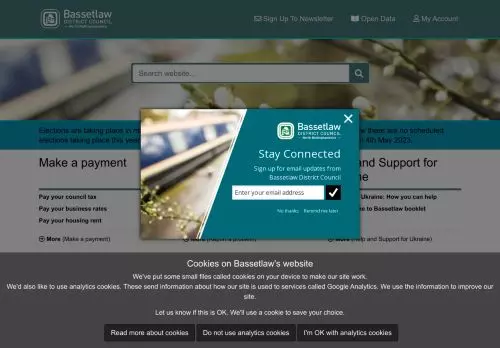 Bassetlaw
DISTRICT COUNCIL
North Nottinghamshire
Sign Up To Newsletter
Open Data
My Account
Search website...
Elections are taking place in
there are no scheduled
elections taking place this year
4th May 2023.
Make a payment
and Support for
Pay your council tax
Ukraine: How you can help
Pay your business rates
to Bassetlaw booklet
Pay your housing rent
More (Make a payment)
More (Report a problem)
More (Help and Support for Ukraine)
Bassetlaw
DISTRICT COUNCIL
North Nottinghamshire
Stay Connected
Sign up for email updates from
Bassetlaw District Council
Enter your email address
No thanks
Remind me later
Cookies on Bassetlaw's website
We've put some small files called cookies on your device to make our site work.
We'd also like to use analytics cookies. These send information about how our site is used to services called Google Analytics. We use the information to improve our
site.
Let us know if this is OK. We'll use a cookie to save your choice.
Read more about cookies
Do not use analytics cookies
I'm OK with analytics cookies